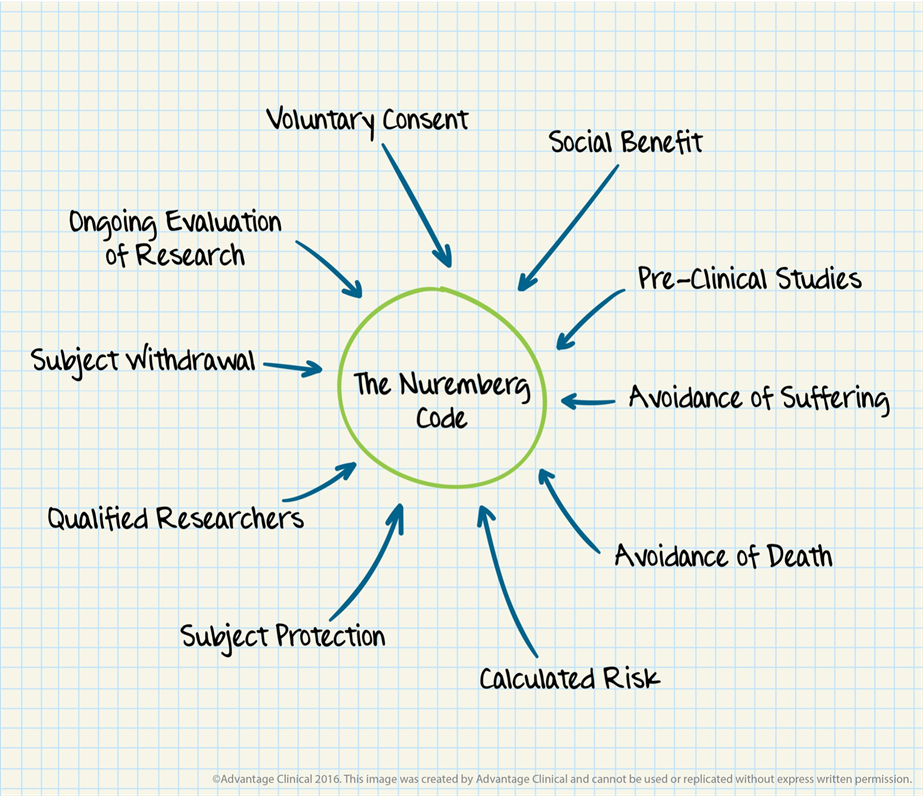 Voluntary Consent
Social Benefit
Ongoing Evaluation
of Research
Pre-Clinical Studies
Subject Withdrawal
The Nuremberg
Code
Avoidance of Suffering
Qualified Researchers
Avoidance of Death
Subject Protection
Calculated Risk
©Advantage Clinical 2016. This image was created by Advantage Clinical and cannot be used or replicated without express written permission.